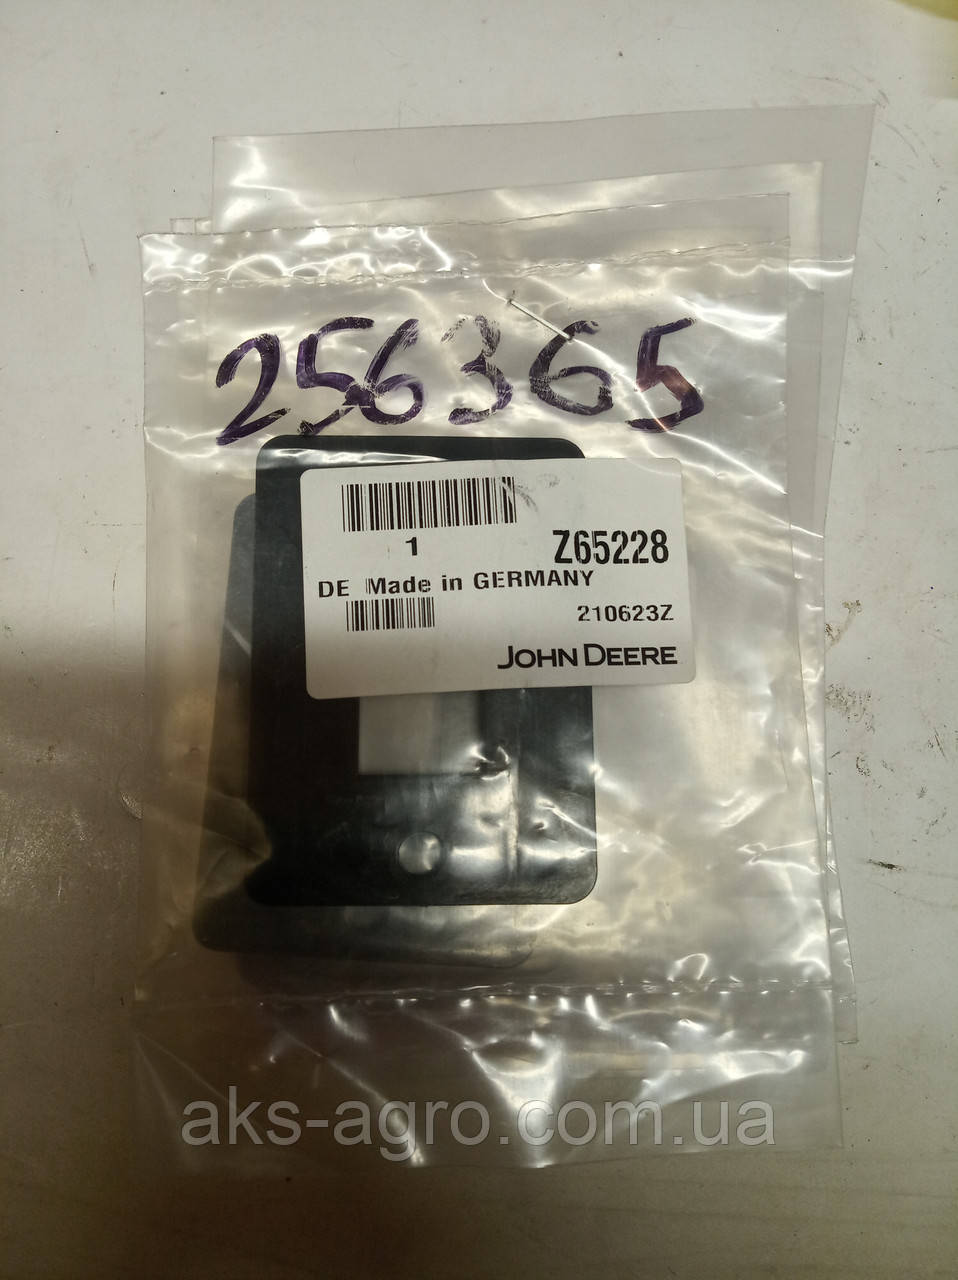 256365
1
Z65228
DE Made in GERMANY
210623Z
JOHN DEERE
aks-agro.com.ua